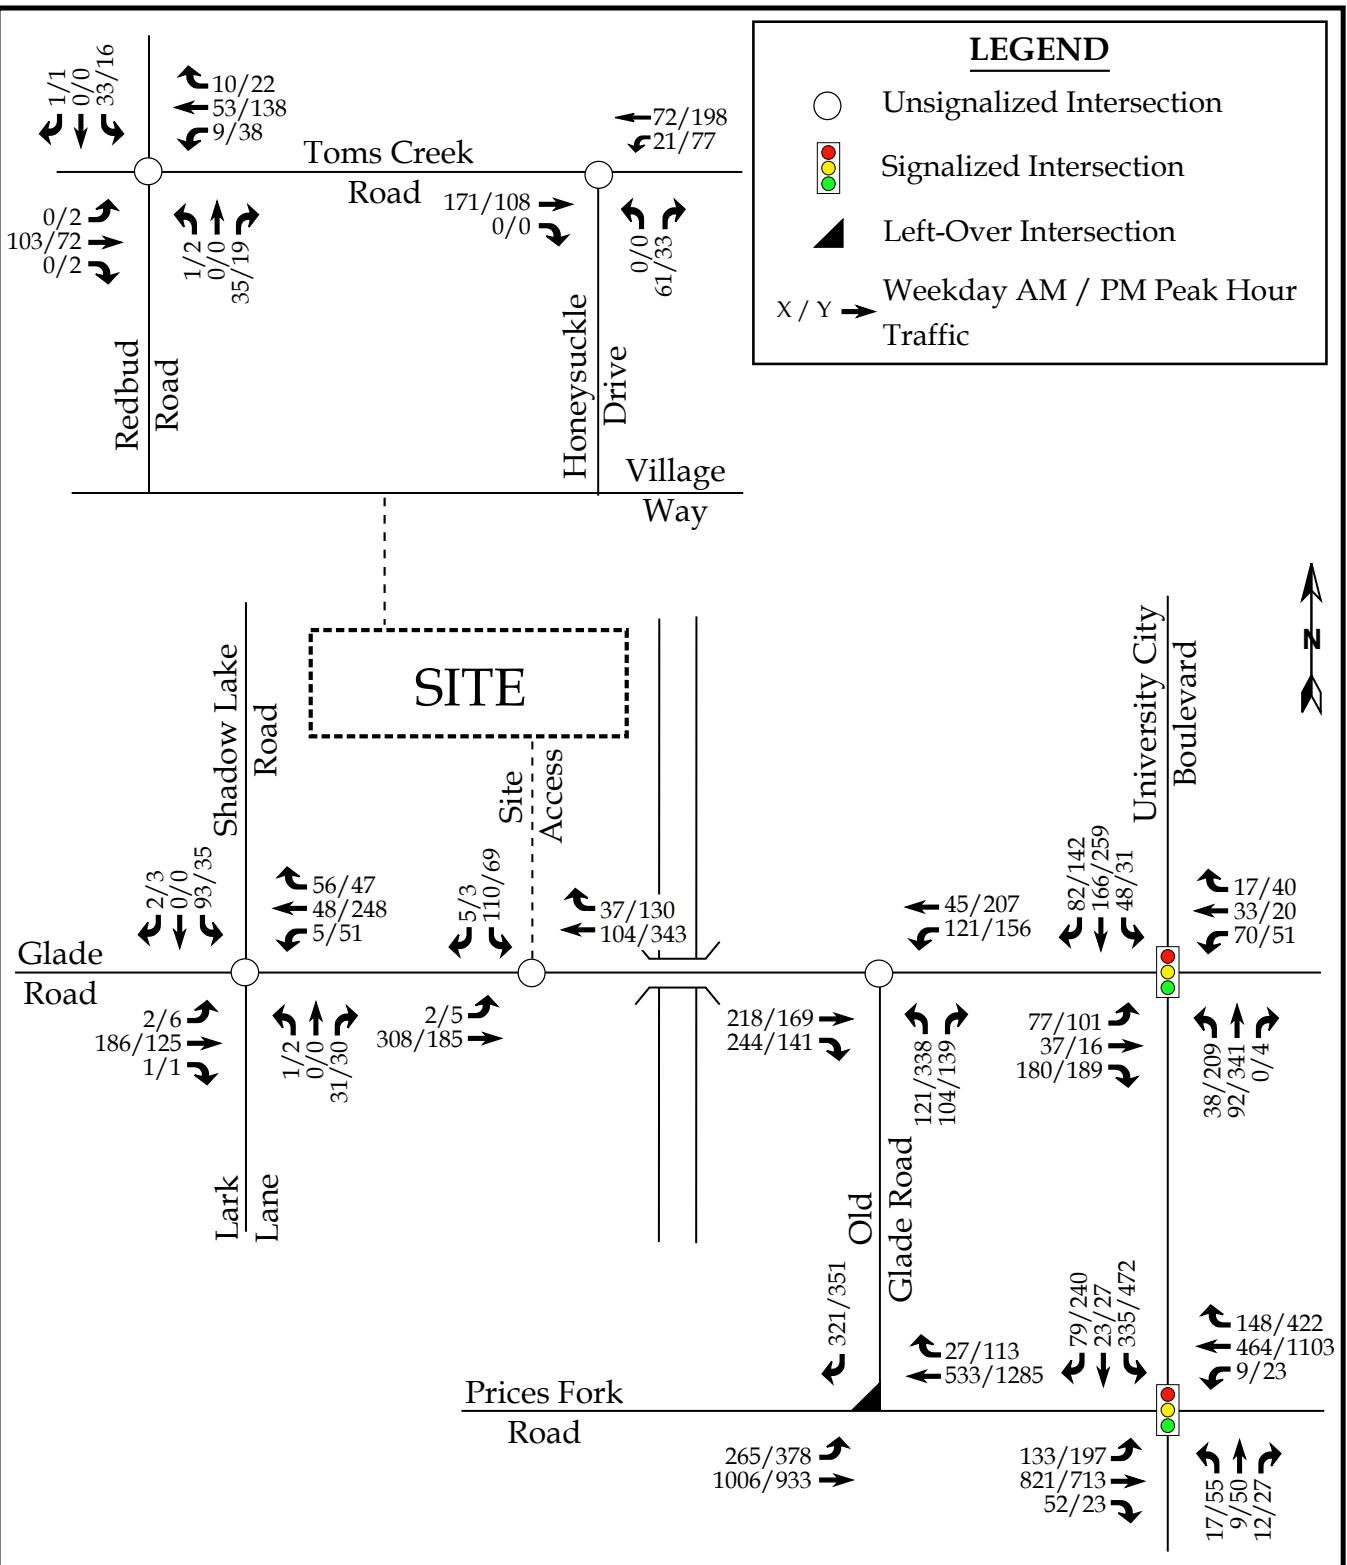 LEGEND
Unsignalized Intersection
Signalized Intersection
Left-Over Intersection
X / Y
Weekday AM / PM Peak Hour
Traffic
1/1
0/0
33/16
10/22
53/138
9/38
Toms Creek
Road
72/198
21/77
0/2
103/72
0/2
1/2
0/0
35/19
171/108
0/0
0/0
61/33
Redbud
Road
Honeysuckle
Drive
Village
Way
N
SITE
Shadow Lake
Road
Site
Access
University City
Boulevard
2/3
0/0
93/35
56/47
48/248
5/51
5/3
110/69
37/130
104/343
45/207
121/156
82/142
166/259
48/31
17/40
33/20
70/51
Glade
Road
2/6
186/125
1/1
1/2
0/0
31/30
2/5
308/185
218/169
244/141
121/338
104/139
77/101
37/16
180/189
38/209
92/341
0/4
Lark
Lane
Old
Glade Road
321/351
27/113
533/1285
79/240
23/27
335/472
148/422
464/1103
9/23
Prices Fork
Road
265/378
1006/933
133/197
821/713
52/23
17/55
9/50
12/27